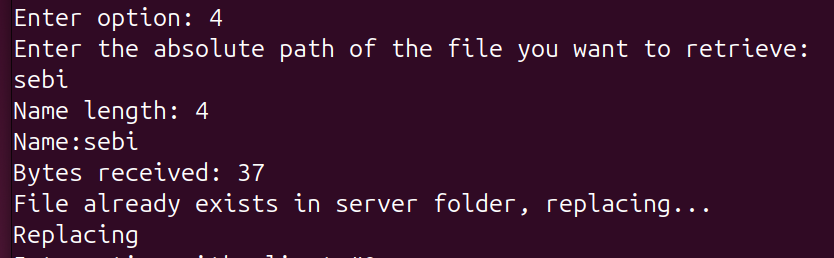 Enter option: 4
Enter the absolute path of the file you want to retrieve:
sebi
Name length: 4
Name:sebi
Bytes received: 37
File already exists in server folder, replacing...
Replacing